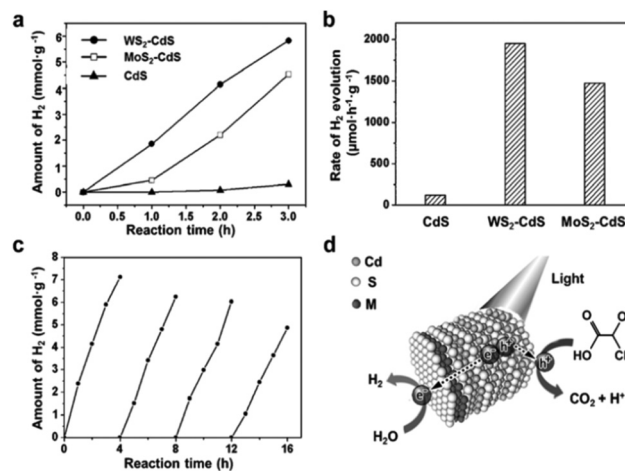 a
WS₂-CdS
MoS₂-CdS
CdS
Amount of H₂ (mmol·g⁻¹)
6
5
4
3
2
1
0
0.0 0.5 1.0 1.5 2.0 2.5 3.0
Reaction time (h)
b
Rate of H₂ evolution
(μmol·h⁻¹·g⁻¹)
2000
1500
1000
500
0
CdS WS₂-CdS MoS₂-CdS
c
Amount of H₂ (mmol·g⁻¹)
8
7
6
5
4
3
2
1
0
0 4 8 12 16
Reaction time (h)
d
Cd
S
M
Light
e⁻ h⁺
h⁺
e⁻
O
HO
H₂
H₂O
CO₂ + H⁺